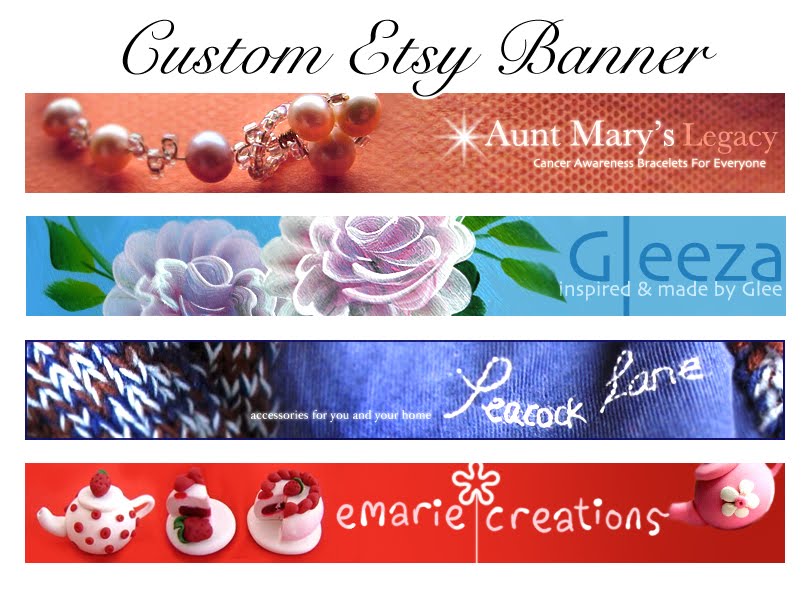 Custom Etsy Banner
Aunt Mary's Legacy
Cancer Awareness Bracelets For Everyone
Gleeza
inspired & made by Glee
accessories for you and your home
Peacock Lane
emarie creations